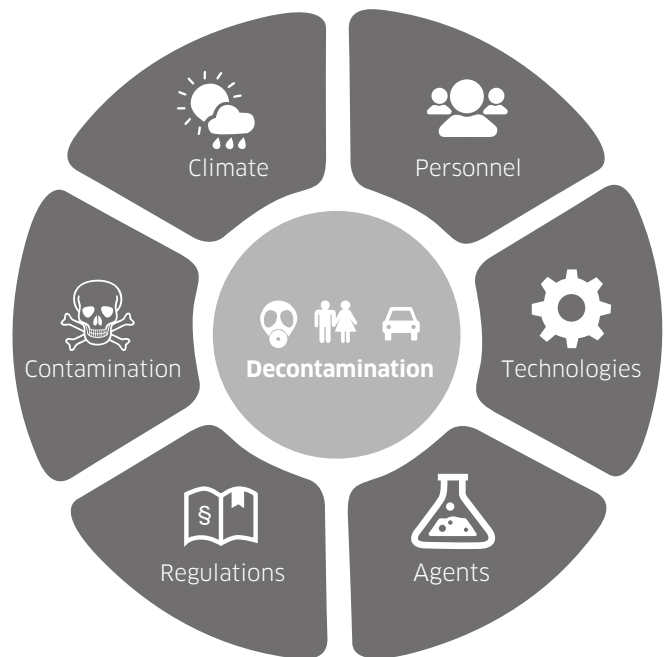 Climate
Personnel
Contamination
Decontamination
Technologies
§
Regulations
Agents